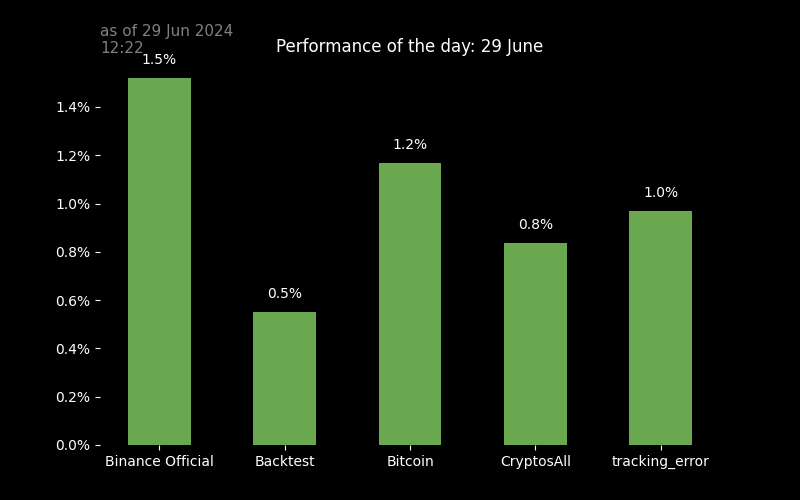 as of 29 Jun 2024
12:22
Performance of the day: 29 June
1.5%
0.5%
1.2%
0.8%
1.0%
1.4%
1.2%
1.0%
0.8%
0.6%
0.4%
0.2%
0.0%
Binance Official
Backtest
Bitcoin
CryptosAll
tracking_error